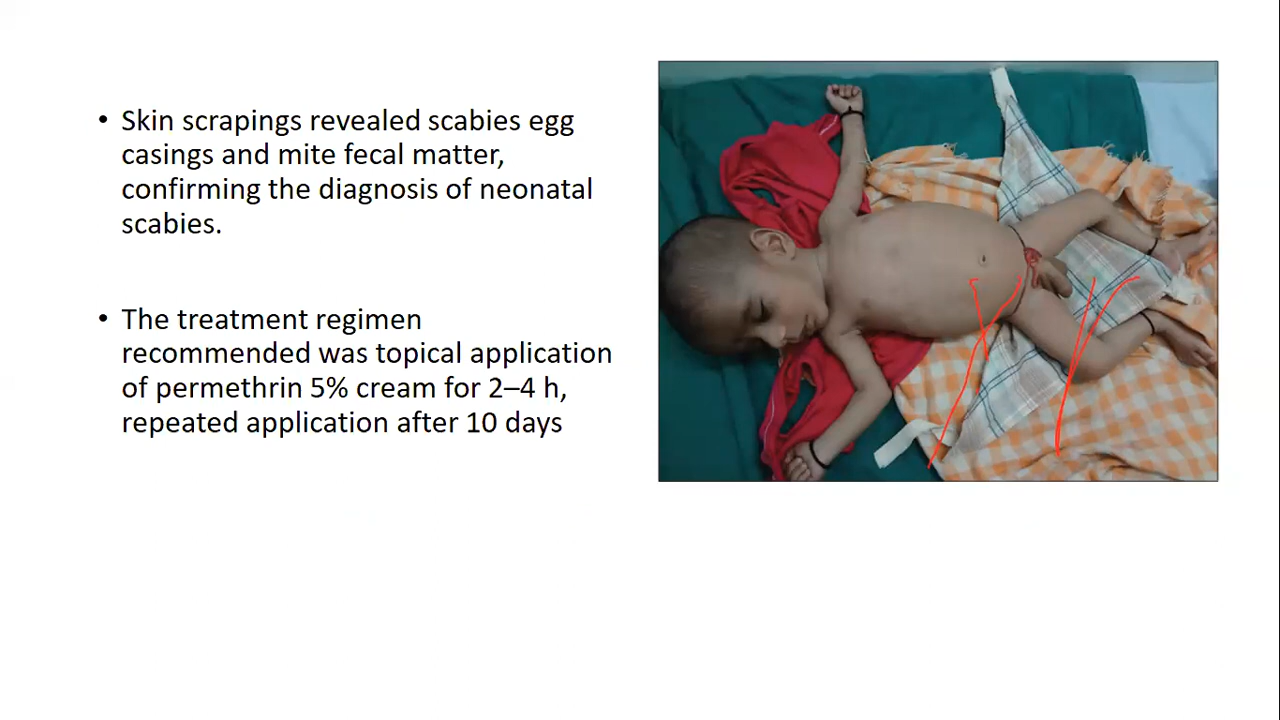 • Skin scrapings revealed scabies egg
casings and mite fecal matter,
confirming the diagnosis of neonatal
scabies.
• The treatment regimen
recommended was topical application
of permethrin 5% cream for 2–4 h,
repeated application after 10 days